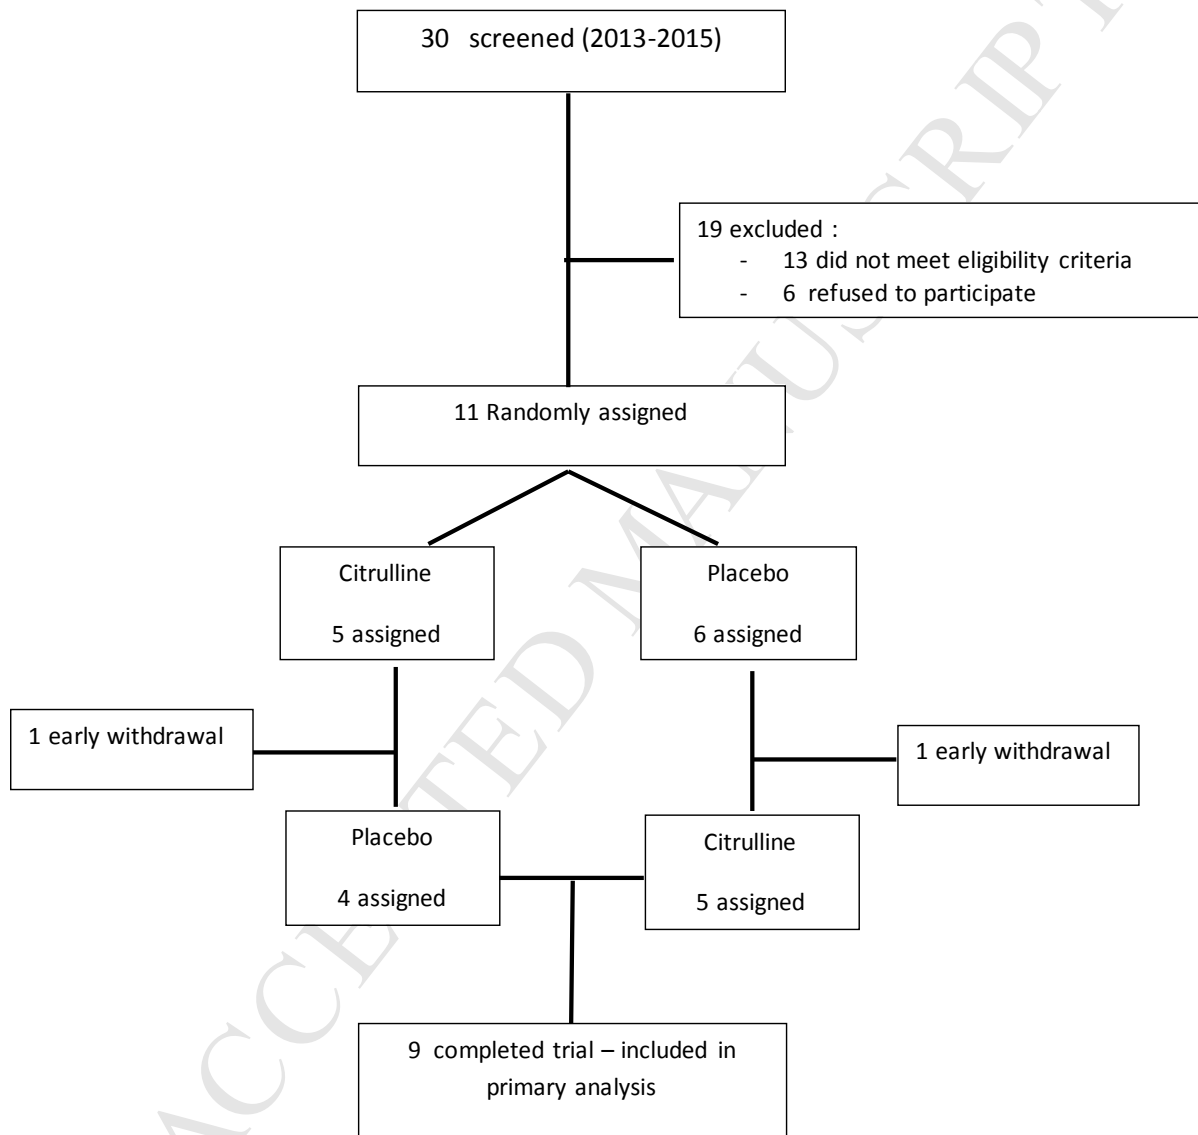 30 screened (2013-2015)
19 excluded :
- 13 did not meet eligibility criteria
- 6 refused to participate
11 Randomly assigned
Citrulline
5 assigned
Placebo
6 assigned
1 early withdrawal
1 early withdrawal
Placebo
4 assigned
Citrulline
5 assigned
9 completed trial – included in
primary analysis
ACCEPTED MANUSCRIPT